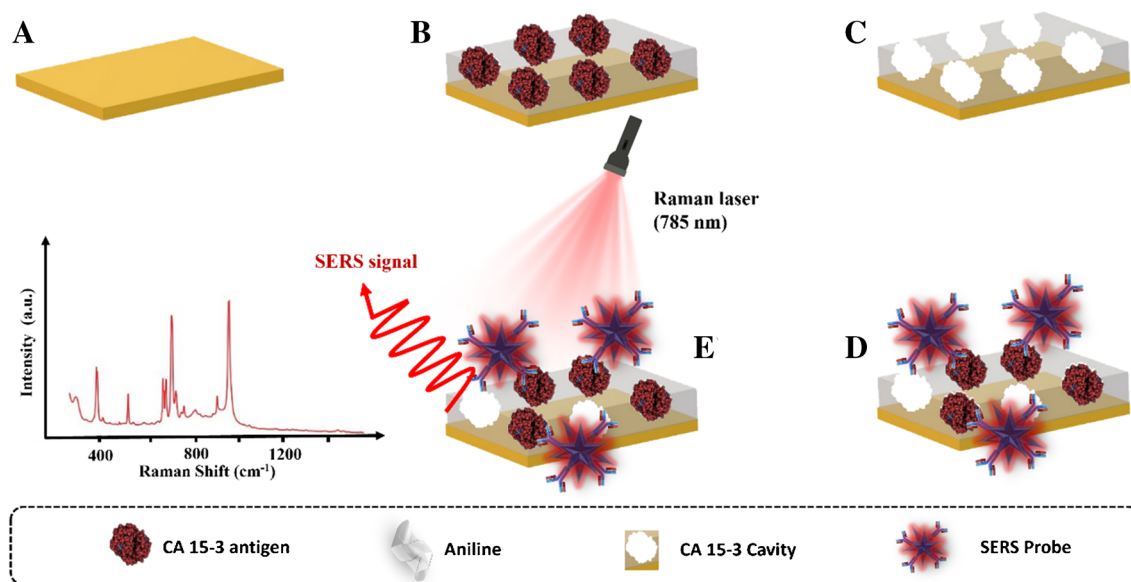 A
B
C
Raman laser
(785 nm)
SERS signal
Intensity (a.u.)
400
800
1200
Raman Shift (cm⁻¹)
E
D
CA 15-3 antigen
Aniline
CA 15-3 Cavity
SERS Probe